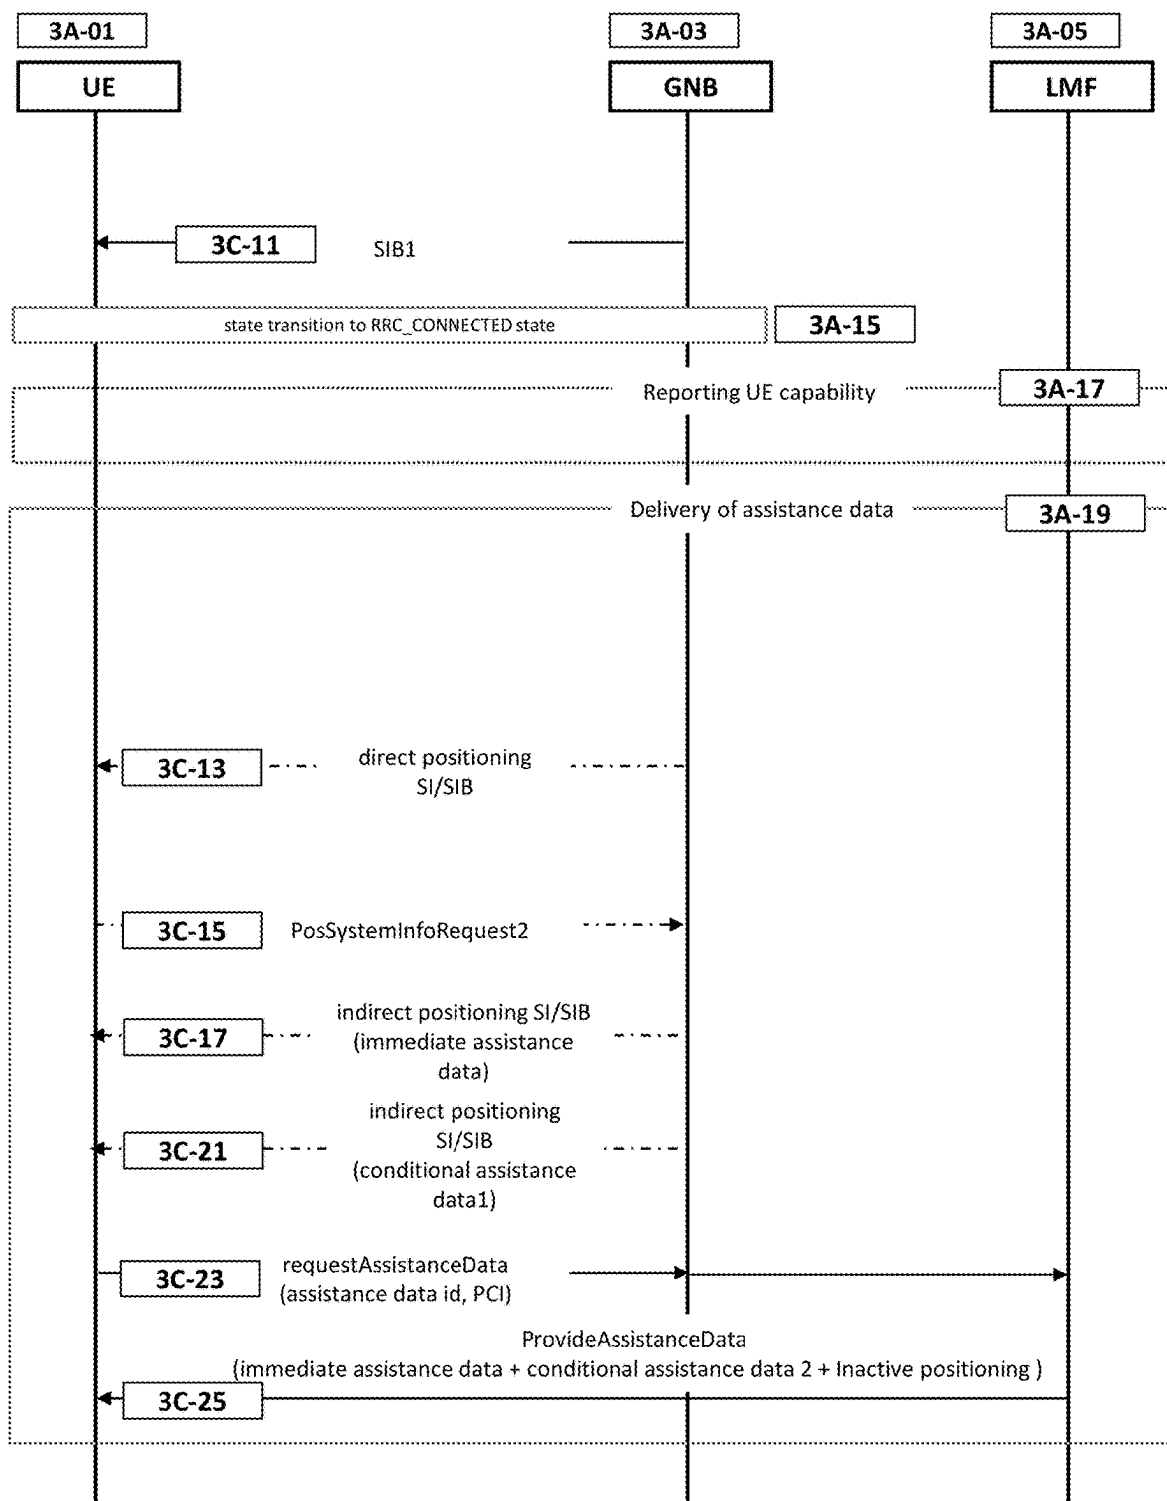 3A-01
3A-03
3A-05
UE
GNB
LMF
3C-11
SIB1
state transition to RRC_CONNECTED state
3A-15
Reporting UE capability
3A-17
Delivery of assistance data
3A-19
3C-13
direct positioning
SI/SIB
3C-15
PosSystemInfoRequest2
3C-17
indirect positioning SI/SIB
(immediate assistance
data)
3C-21
indirect positioning
SI/SIB
(conditional assistance
data1)
3C-23
requestAssistanceData
(assistance data id, PCI)
ProvideAssistanceData
(immediate assistance data + conditional assistance data 2 + Inactive positioning )
3C-25